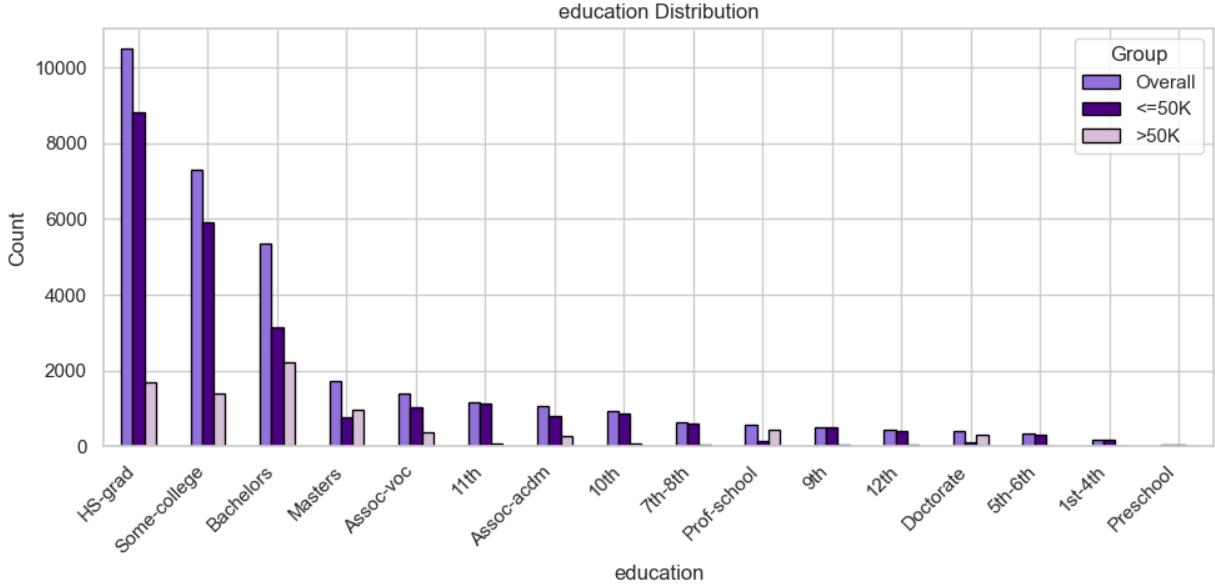 education Distribution
Group
Overall
<=50K
>50K
Count
10000
8000
6000
4000
2000
0
HS-grad
Some-college
Bachelors
Masters
Assoc-voc
11th
Assoc-acdm
10th
7th-8th
Prof-school
9th
12th
Doctorate
5th-6th
1st-4th
Preschool
education